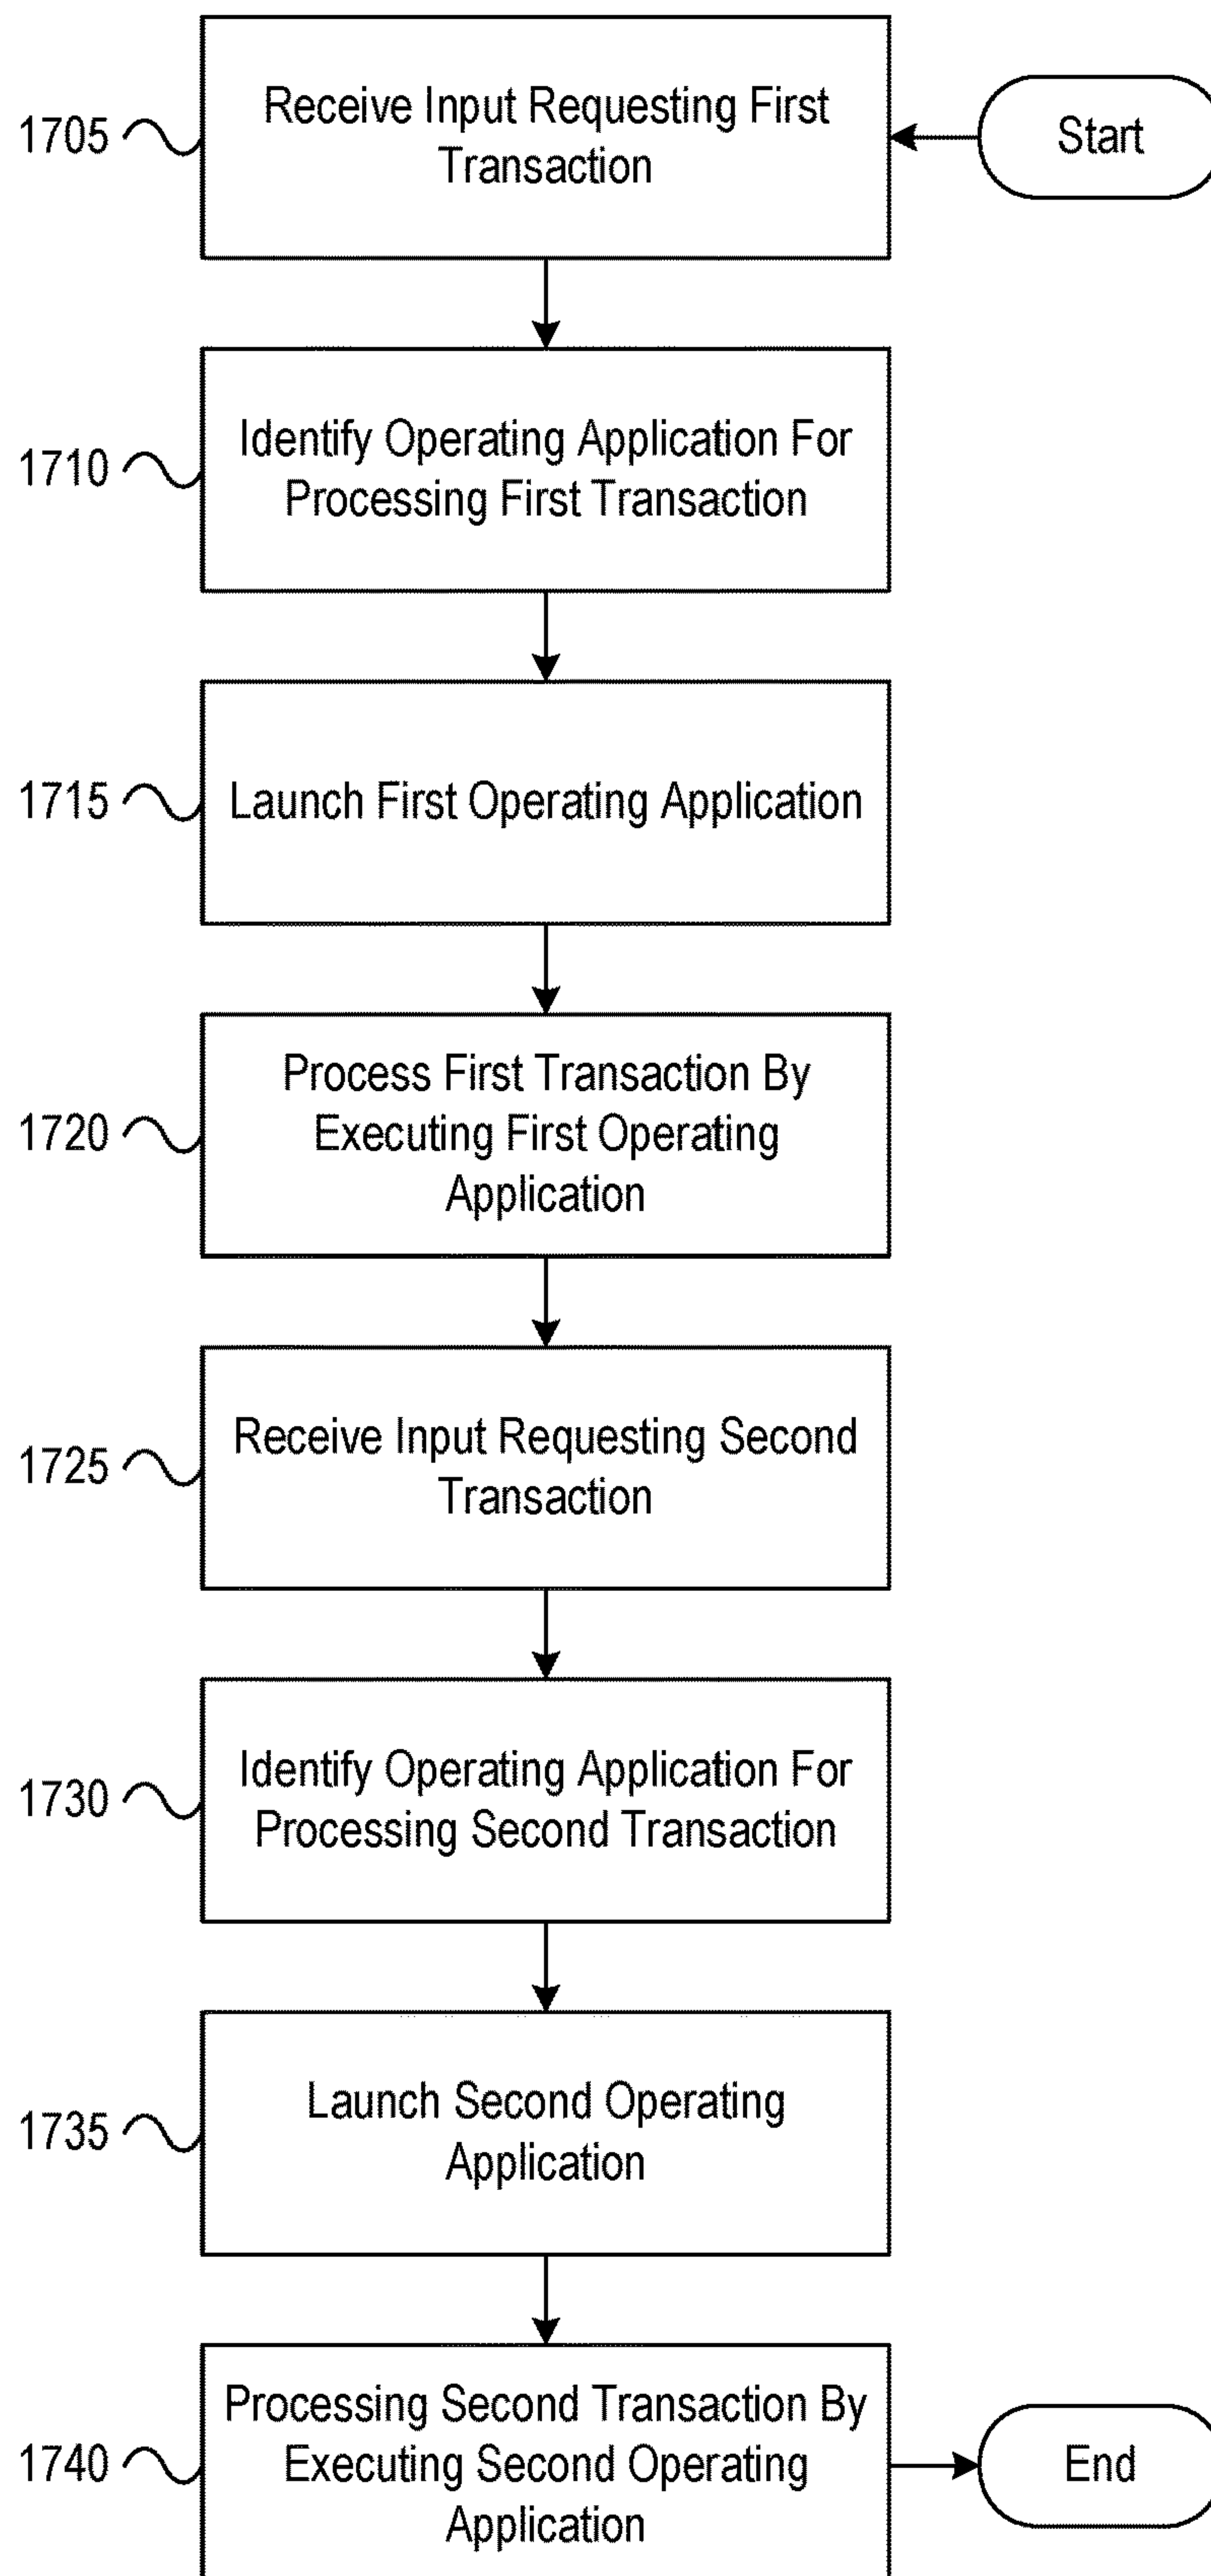 Start
1705
Receive Input Requesting First
Transaction
1710
Identify Operating Application For
Processing First Transaction
1715
Launch First Operating Application
1720
Process First Transaction By
Executing First Operating
Application
1725
Receive Input Requesting Second
Transaction
1730
Identify Operating Application For
Processing Second Transaction
1735
Launch Second Operating
Application
1740
Processing Second Transaction By
Executing Second Operating
Application
End